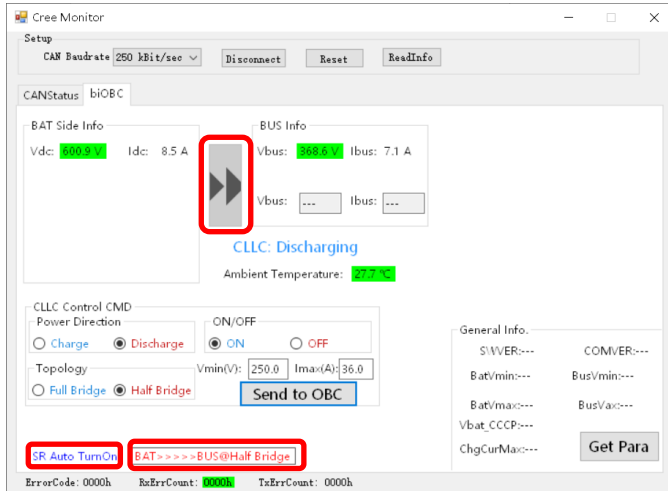 Cree Monitor
Setup
CAN Baudrate 250 kBit/sec Disconnect Reset ReadInfo
CANStatus biOBC
BAT Side Info
Vdc: 600.9 V Idc: 8.5 A
BUS Info
Vbus: 368.6 V Ibus: 7.1 A
Vbus: --- Ibus: ---
CLLC: Discharging
Ambient Temperature: 27.7 ℃
CLLC Control CMD
Power Direction
Charge Discharge
ON/OFF
ON OFF
Topology
Full Bridge Half Bridge
Vmin(V): 250.0 Imax(A): 36.0
Send to OBC
General Info.
S\WVER:--- COMVER:---
BatVmin:--- BusVmin:---
BatVmax:--- BusVax:---
Vbat_CCCP:---
ChgCurMax:--- Get Para
SR Auto TurnOn BAT>>>>>BUS@Half Bridge
ErrorCode: 0000h RxErrCount: 0000h TxErrCount: 0000h